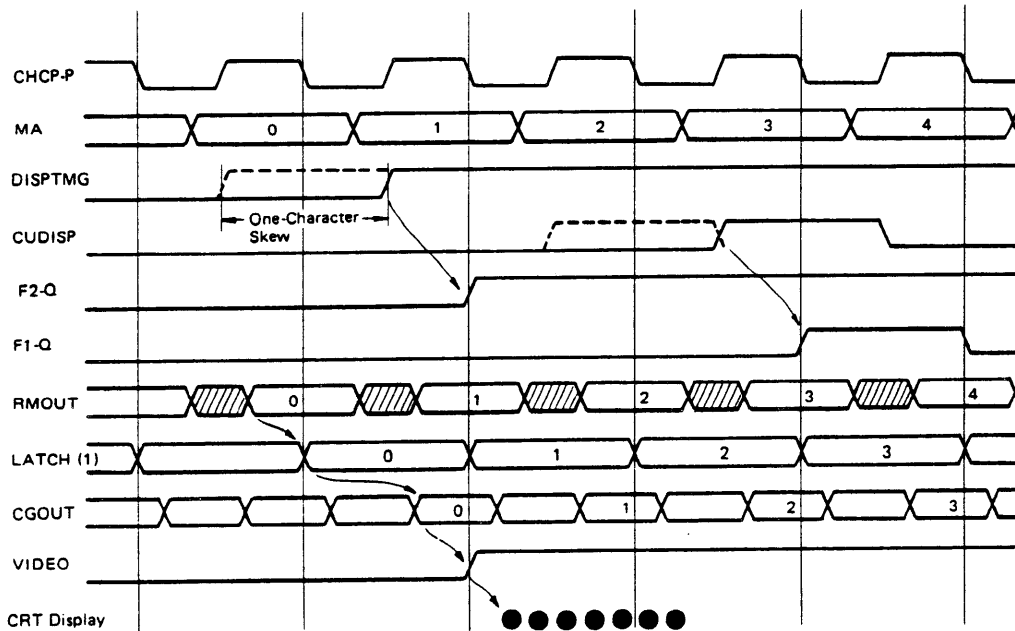 CHCP-P
MA 0 1 2 3 4
DISPTMG
One-Character
Skew
CUDISP
F2-Q
F1-Q
RMOUT 0 1 2 3 4
LATCH (1) 0 1 2 3
CGOUT 0 1 2 3
VIDEO
CRT Display